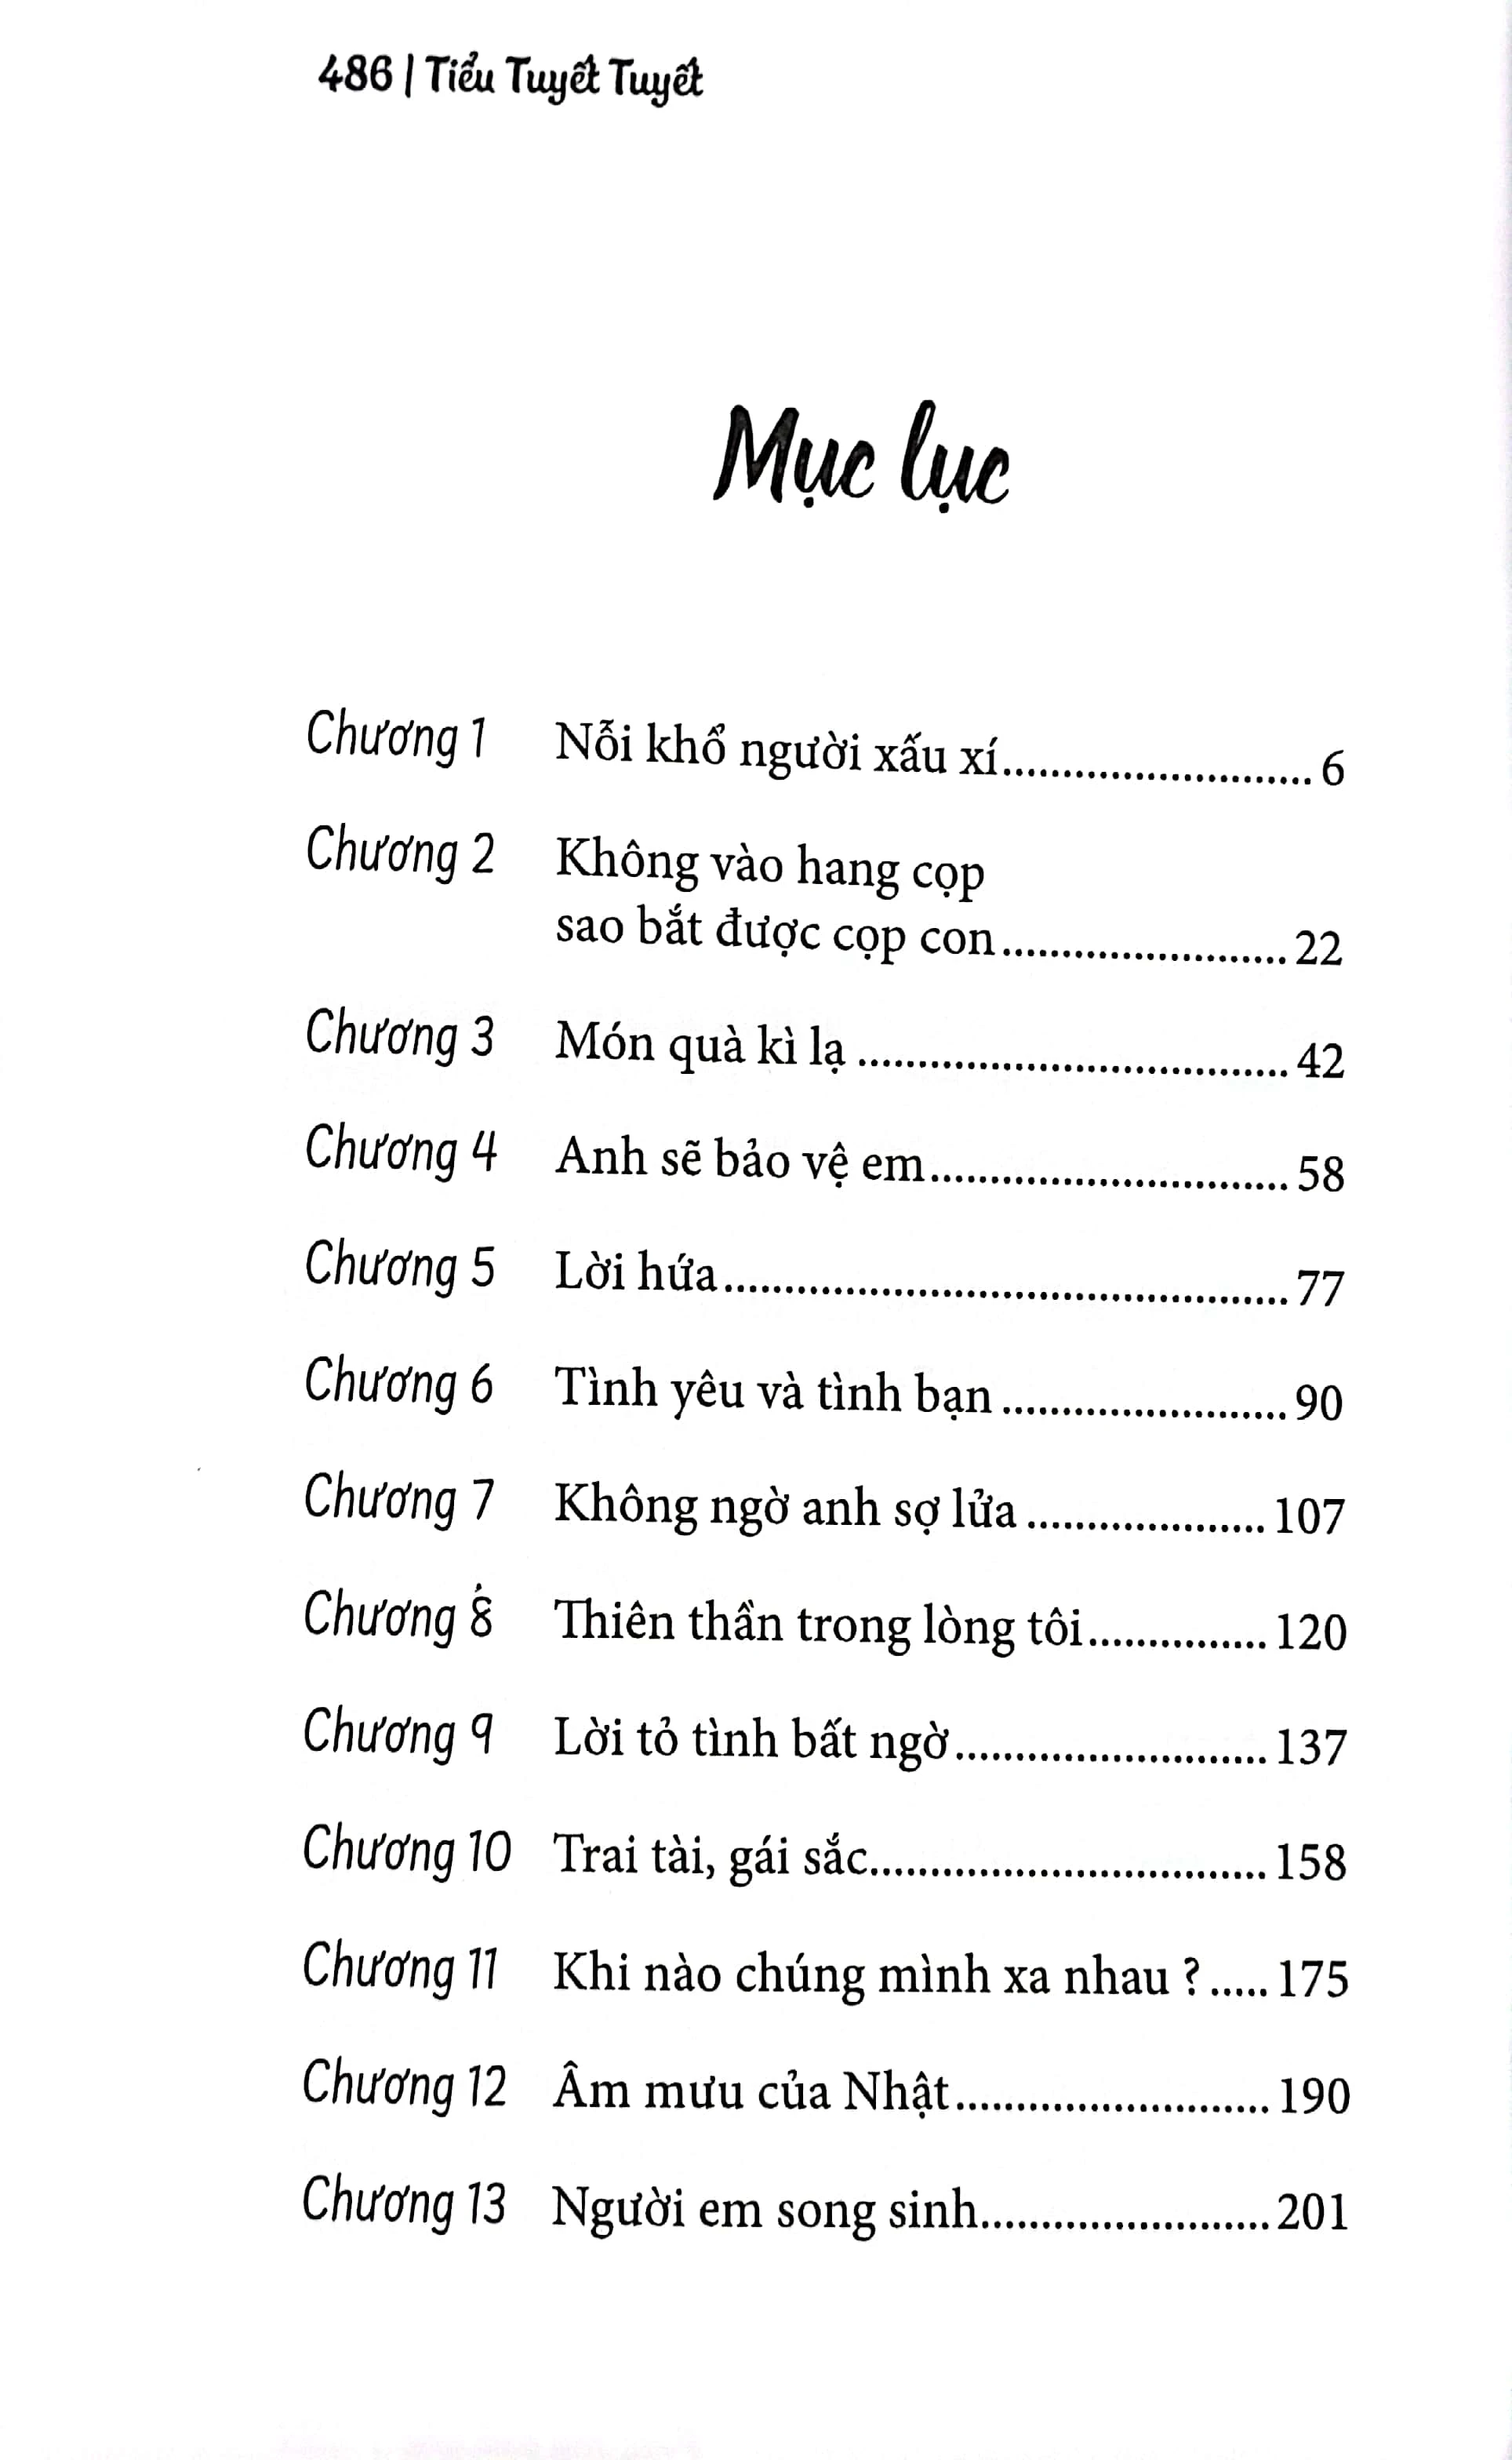 486 | Tiểu Tuyết Tuyết
Mục lục
Chương 1 Nỗi khổ người xấu xí.......................... 6
Chương 2 Không vào hang cọp
sao bắt được cọp con........................ 22
Chương 3 Món quà kì lạ .................................... 42
Chương 4 Anh sẽ bảo vệ em.............................. 58
Chương 5 Lời hứa............................................... 77
Chương 6 Tình yêu và tình bạn ........................ 90
Chương 7 Không ngờ anh sợ lửa .................... 107
Chương 8 Thiên thần trong lòng tôi............... 120
Chương 9 Lời tỏ tình bất ngờ.......................... 137
Chương 10 Trai tài, gái sắc................................. 158
Chương 11 Khi nào chúng mình xa nhau ? ..... 175
Chương 12 Âm mưu của Nhật.......................... 190
Chương 13 Người em song sinh........................ 201